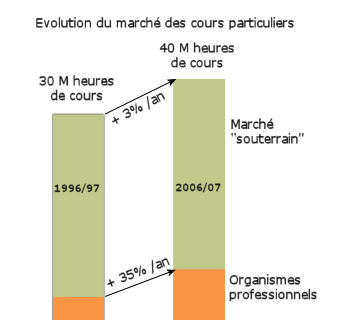 Evolution du marché des cours particuliers
40 M heures
de cours
30 M heures
de cours
+ 3% /an
Marché
"souterrain"
1996/97
2006/07
+ 35% /an
Organismes
professionnels